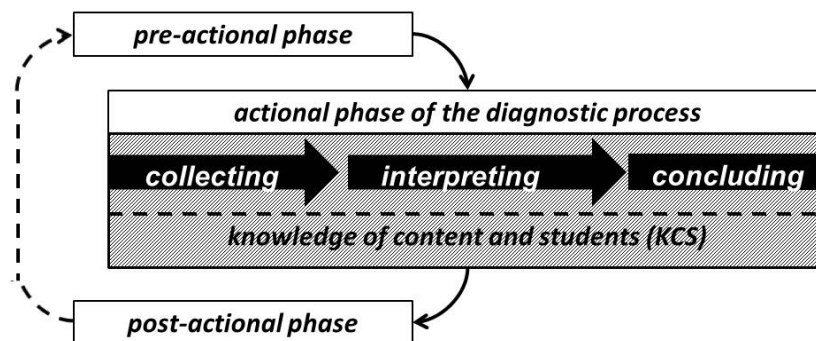 pre-actional phase
actional phase of the diagnostic process
collecting interpreting concluding
knowledge of content and students (KCS)
post-actional phase